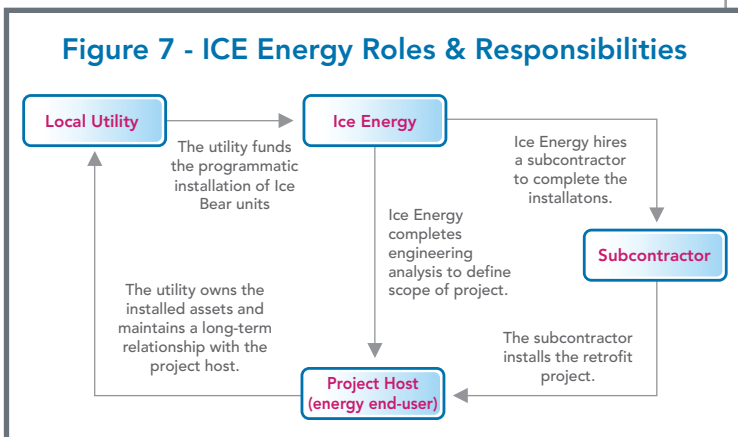 Figure 7 - ICE Energy Roles & Responsibilities
Local Utility
Ice Energy
The utility funds
the programmatic
installation of Ice
Bear units
Ice Energy hires
a subcontractor
to complete the
installatons.
Ice Energy
completes
engineering
analysis to define
scope of project.
Subcontractor
The utility owns the
installed assets and
maintains a long-term
relationship with the
project host.
The subcontractor
installs the retrofit
project.
Project Host
(energy end-user)